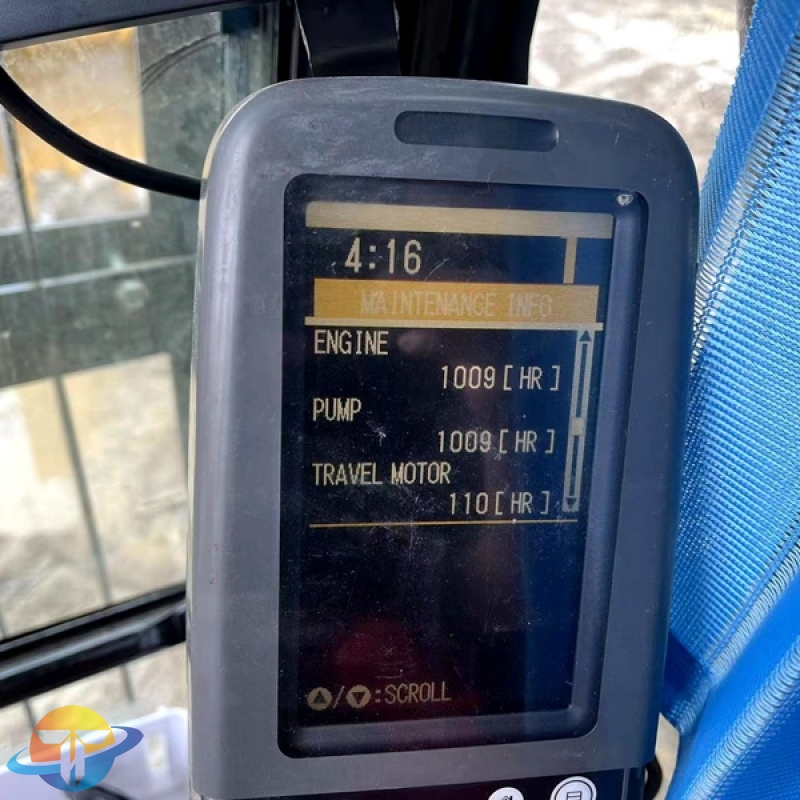 4:16
MAINTENANCE INFO
ENGINE
1009[HR]
PUMP
1009[HR]
TRAVEL MOTOR
110[HR]
▲/▼:SCROLL